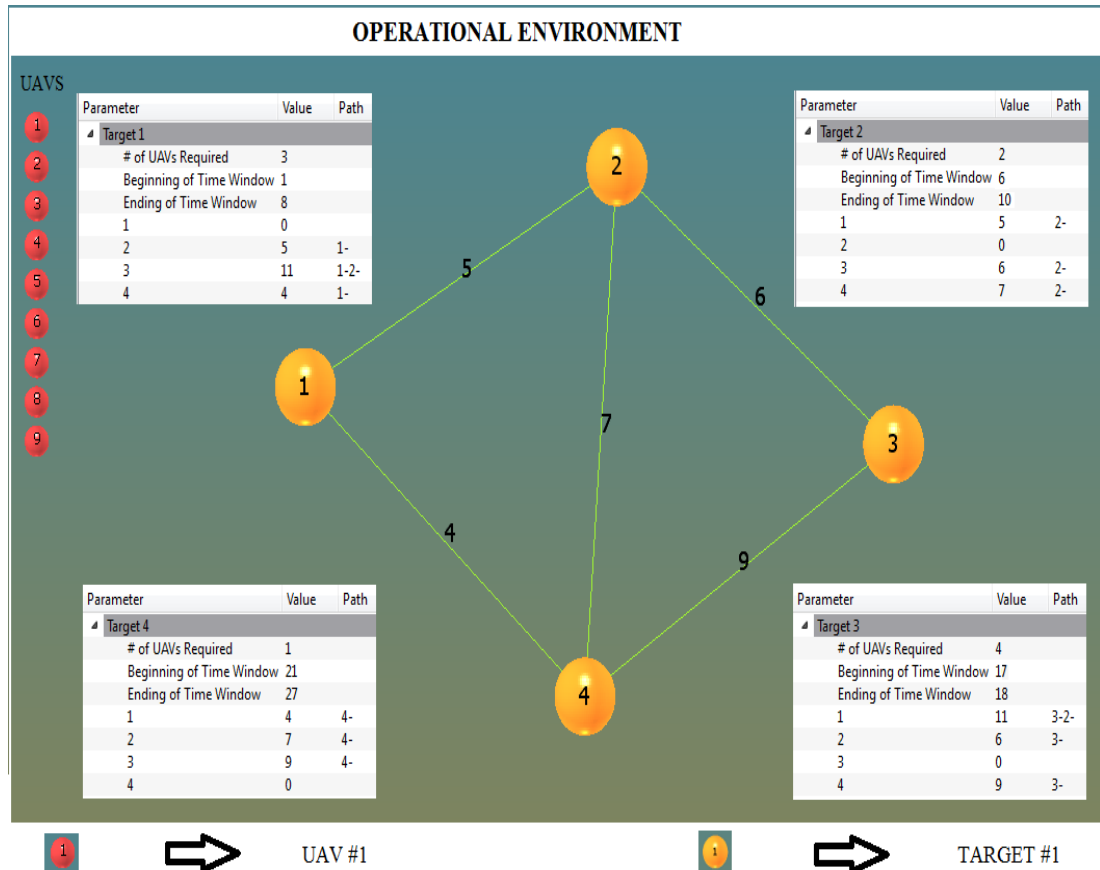 OPERATIONAL ENVIRONMENT
UAVS
1
2
3
4
5
6
7
8
9
Parameter Value Path
Target 1
# of UAVs Required 3
Beginning of Time Window 1
Ending of Time Window 8
1 0
2 5 1-
3 11 1-2-
4 4 1-
Parameter Value Path
Target 2
# of UAVs Required 2
Beginning of Time Window 6
Ending of Time Window 10
1 5 2-
2 0
3 6 2-
4 7 2-
2
5
6
1
7
3
4
9
4
Parameter Value Path
Target 4
# of UAVs Required 1
Beginning of Time Window 21
Ending of Time Window 27
1 4 4-
2 7 4-
3 9 4-
4 0
Parameter Value Path
Target 3
# of UAVs Required 4
Beginning of Time Window 17
Ending of Time Window 18
1 11 3-2-
2 6 3-
3 0
4 9 3-
1 UAV #1
1 TARGET #1